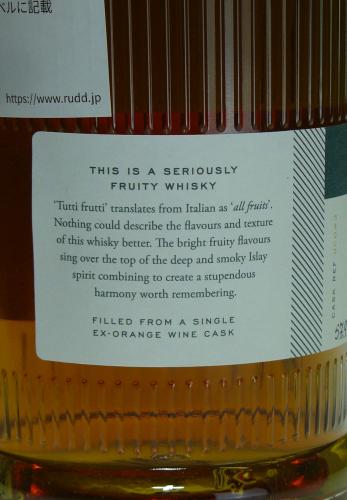 ベルに記載
https://www.rudd.jp
THIS IS A SERIOUSLY
FRUITY WHISKY
'Tutti frutti' translates from Italian as 'all fruits'.
Nothing could describe the flavours and texture
of this whisky better. The bright fruity flavours
sing over the top of the deep and smoky Islay
spirit combining to create a stupendous
harmony worth remembering.
FILLED FROM A SINGLE
EX-ORANGE WINE CASK
CASK REF